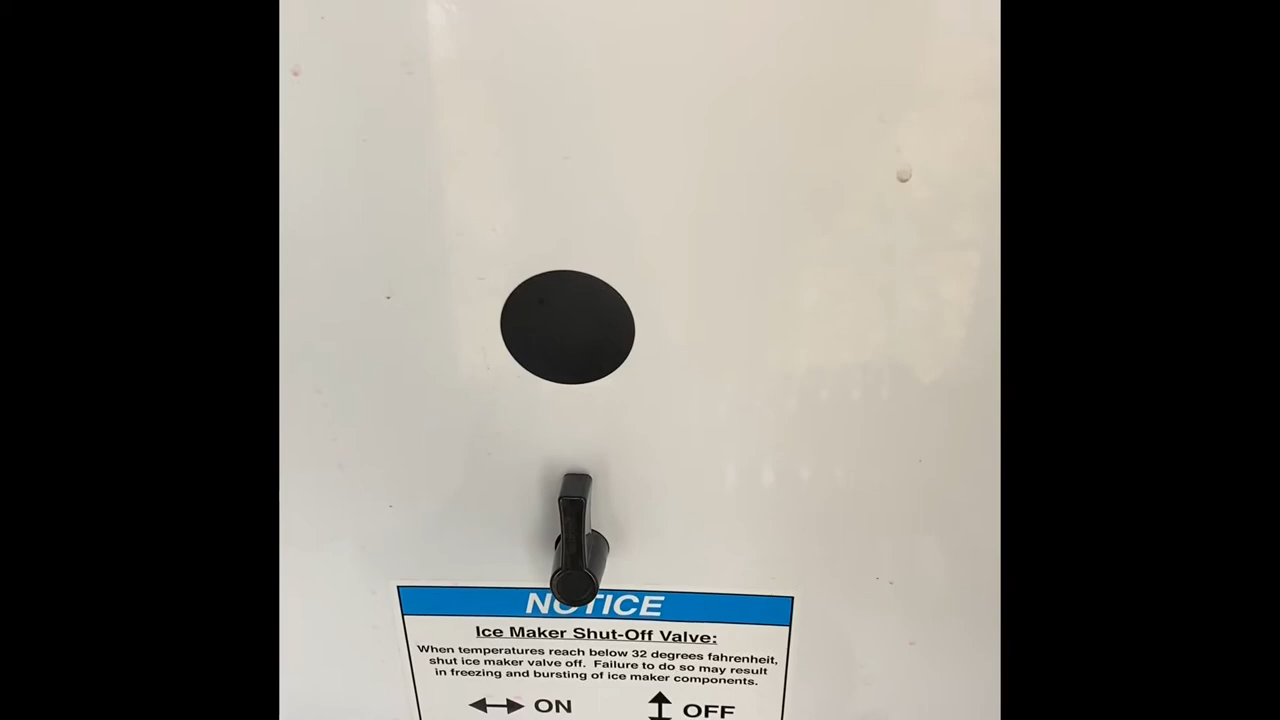 NOTICE
Ice Maker Shut-Off Valve:
When temperatures reach below 32 degrees fahrenheit,
shut ice maker valve off. Failure to do so may result
in freezing and bursting of ice maker components.
ON OFF